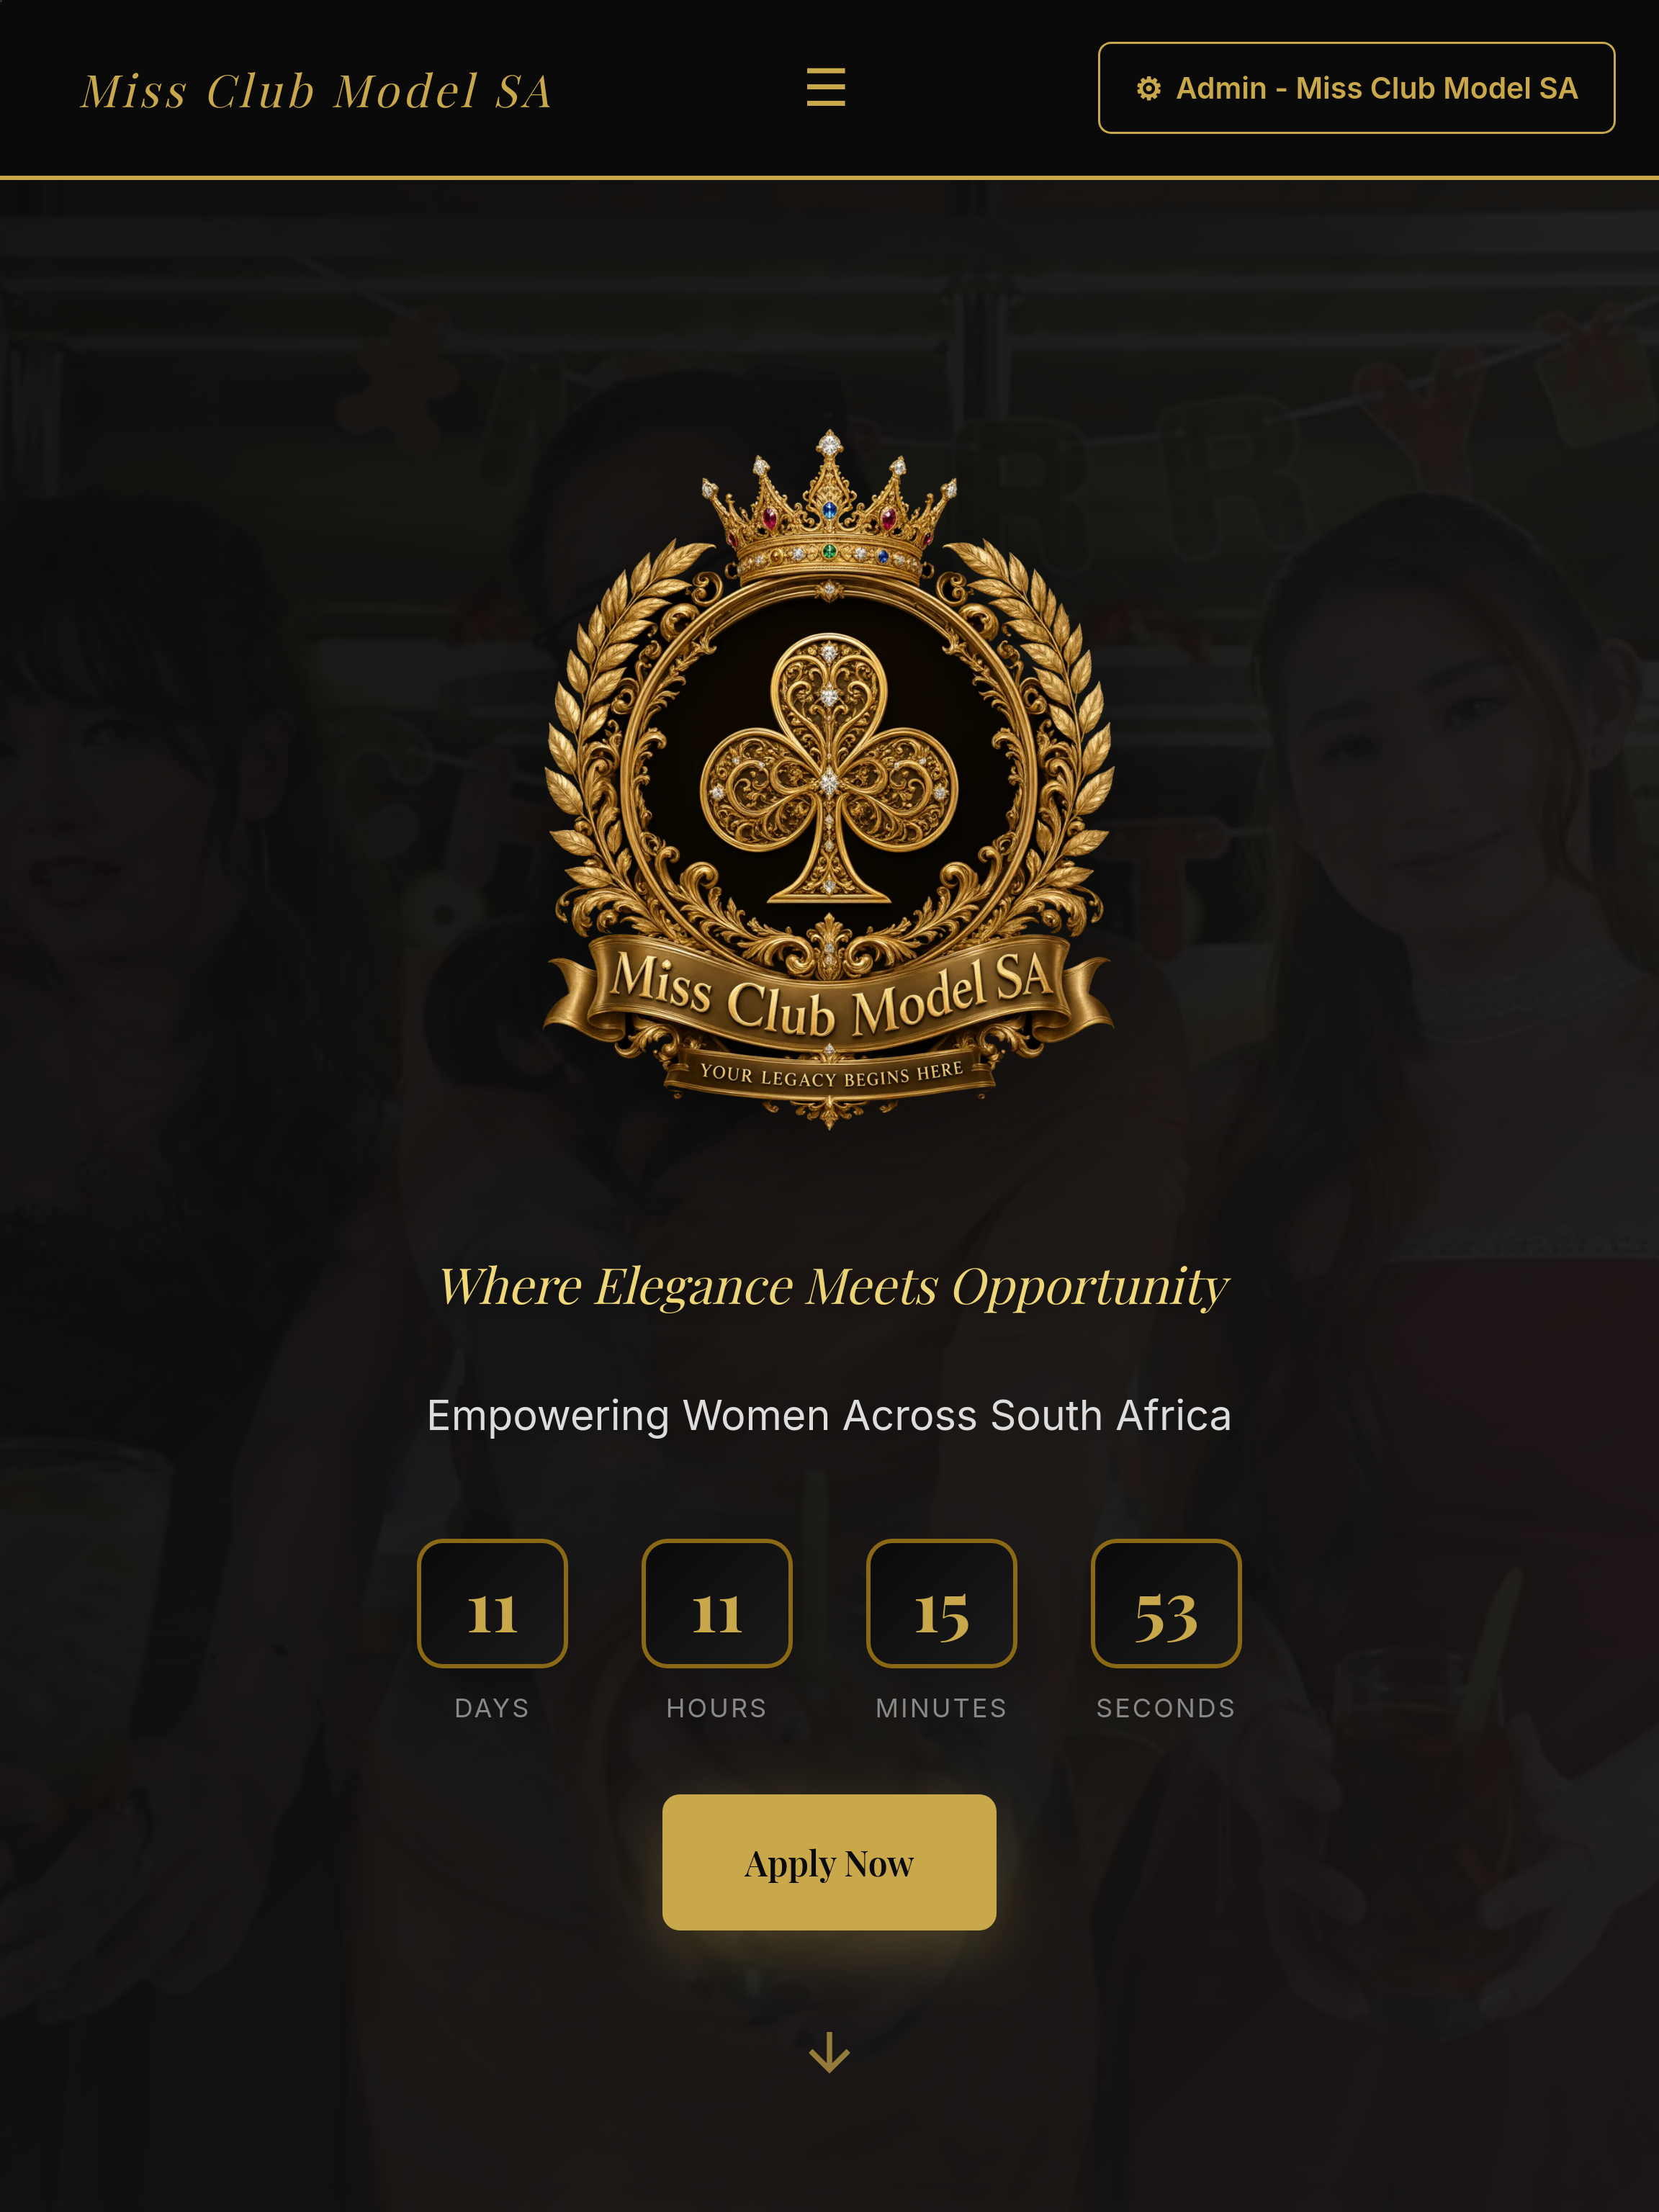 Miss Club Model SA
☰
⚙ Admin - Miss Club Model SA
Miss Club Model SA
YOUR LEGACY BEGINS HERE
Where Elegance Meets Opportunity
Empowering Women Across South Africa
11 11 15 53
DAYS HOURS MINUTES SECONDS
Apply Now
↓